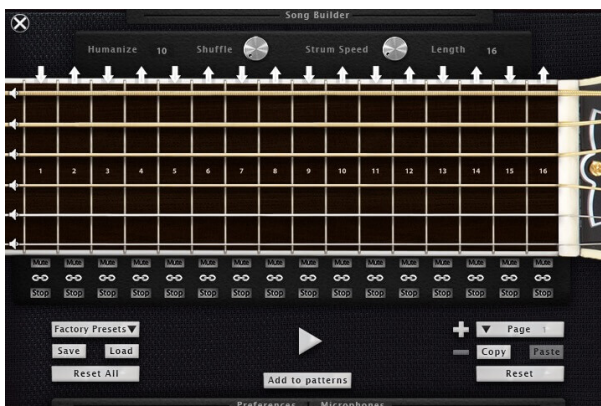 Song Builder
Humanize 10 Shuffle Strum Speed Length 16
1 2 3 4 5 6 7 8 9 10 11 12 13 14 15 16
Mute Mute Mute Mute Mute Mute Mute Mute Mute Mute Mute Mute Mute Mute Mute Mute
Stop Stop Stop Stop Stop Stop Stop Stop Stop Stop Stop Stop Stop Stop Stop Stop
Factory Presets Page 1
Save Load Copy Paste
Reset All Reset
Add to patterns
Preferences Microphones